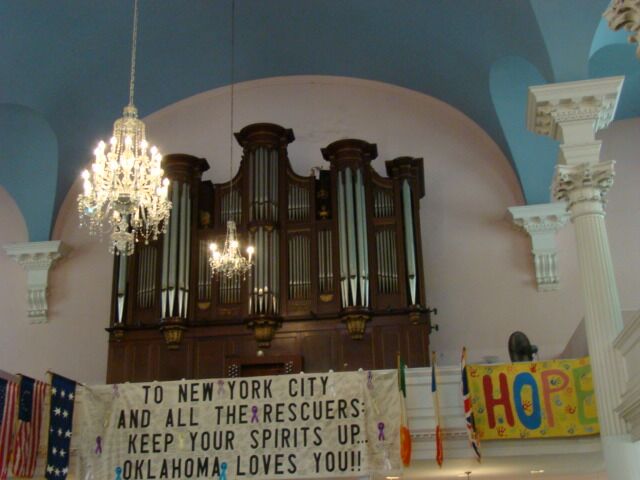 TO NEW YORK CITY
AND ALL THE RESCUERS:
KEEP YOUR SPIRITS UP...
OKLAHOMA LOVES YOU!!
HOPE